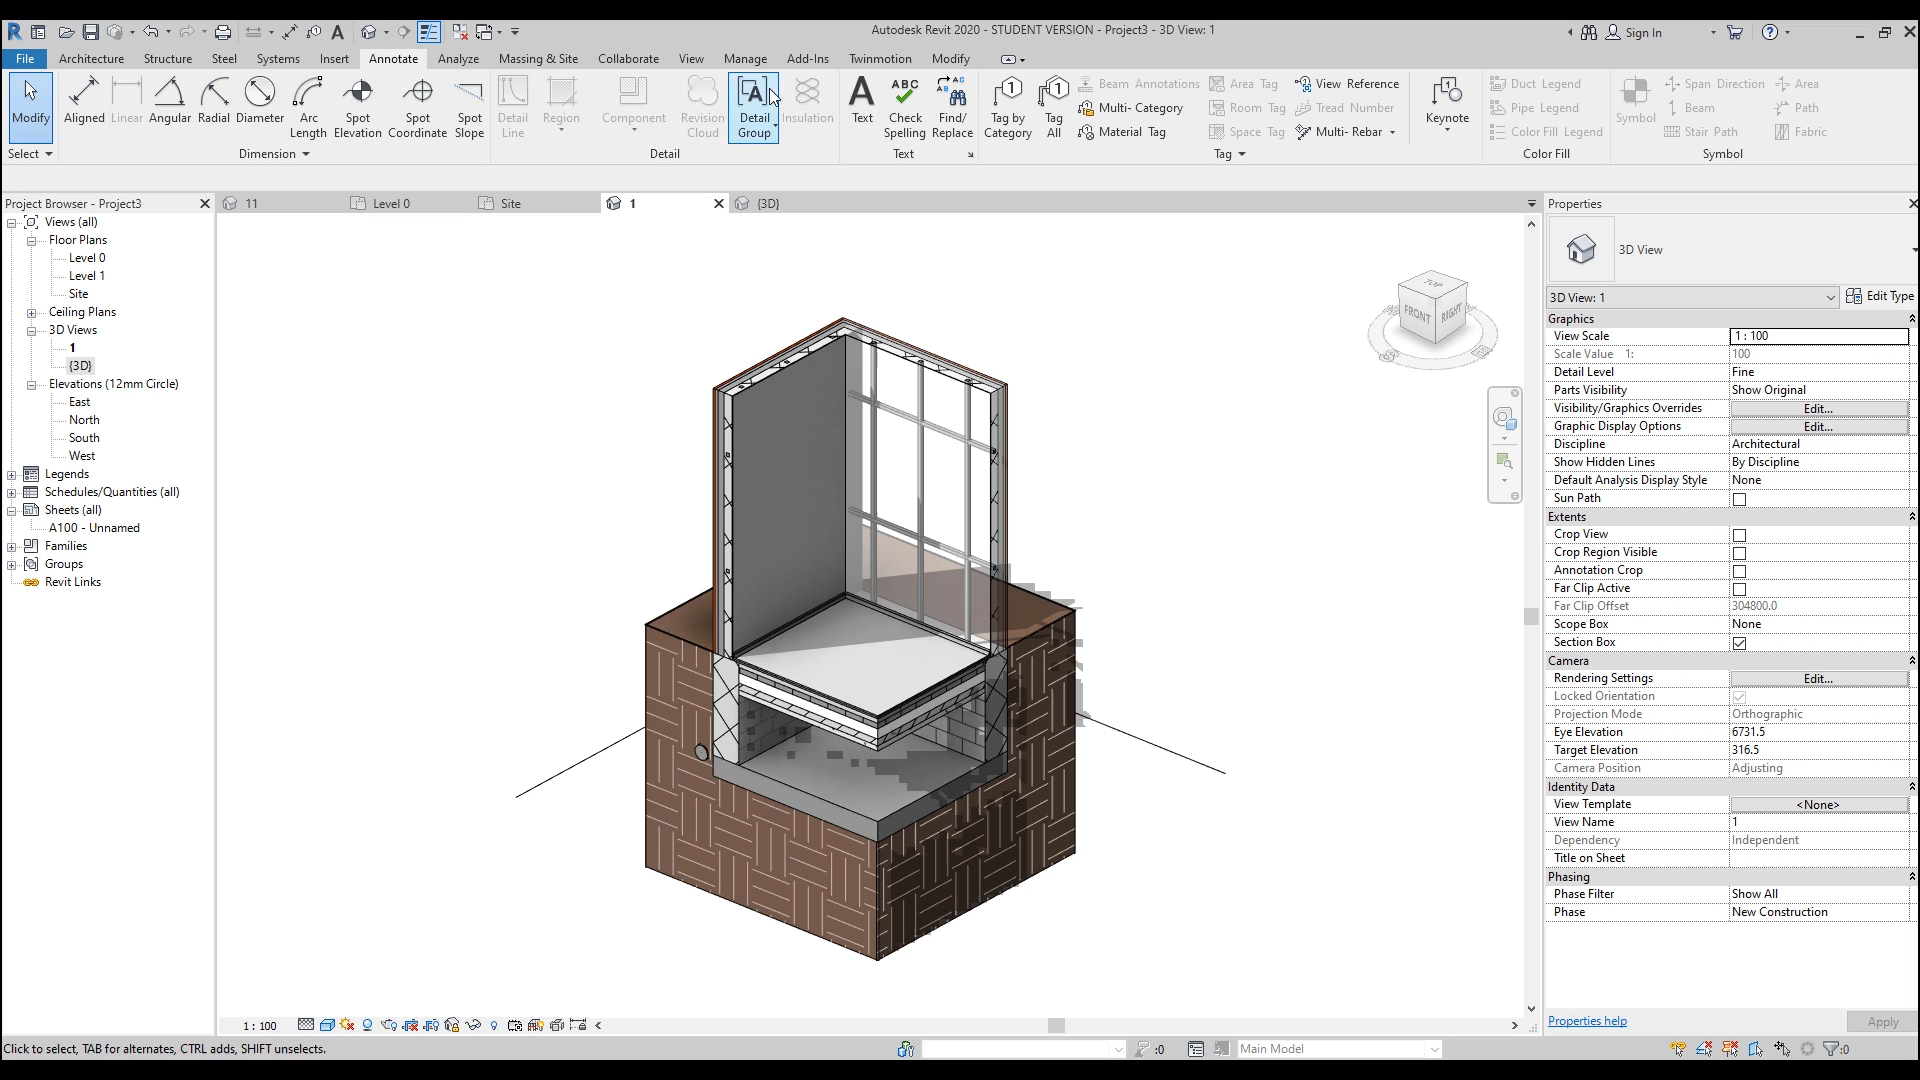 Autodesk Revit 2020 - STUDENT VERSION - Project3 - 3D View: 1
Sign In
File Architecture Structure Steel Systems Insert Annotate Analyze Massing & Site Collaborate View Manage Add-Ins Twinmotion Modify
Modify
Aligned
Linear
Angular
Radial
Diameter
Arc Length
Spot Elevation
Spot Coordinate
Spot Slope
Detail Line
Region
Component
Revision Cloud
Detail Group
Insulation
Text
Check Spelling
Find/ Replace
Tag by Category
Tag All
Beam Annotations
Multi- Category
Material Tag
Area Tag
Room Tag
Space Tag
View Reference
Tread Number
Multi- Rebar
Keynote
Duct Legend
Pipe Legend
Color Fill Legend
Symbol
Span Direction
Beam
Stair Path
Area
Path
Fabric
Select Dimension Detail Text Tag Color Fill Symbol
Project Browser - Project3
11
Level 0
Site
1
{3D}
Views (all)
Floor Plans
Level 0
Level 1
Site
Ceiling Plans
3D Views
1
{3D}
Elevations (12mm Circle)
East
North
South
West
Legends
Schedules/Quantities (all)
Sheets (all)
A100 - Unnamed
Families
Groups
Revit Links
TOP
FRONT
RIGHT
Properties
3D View
3D View: 1
Edit Type
Graphics
View Scale 1 : 100
Scale Value 1: 100
Detail Level Fine
Parts Visibility Show Original
Visibility/Graphics Overrides Edit...
Graphic Display Options Edit...
Discipline Architectural
Show Hidden Lines By Discipline
Default Analysis Display Style None
Sun Path
Extents
Crop View
Crop Region Visible
Annotation Crop
Far Clip Active
Far Clip Offset 304800.0
Scope Box None
Section Box
Camera
Rendering Settings Edit...
Locked Orientation
Projection Mode Orthographic
Eye Elevation 6731.5
Target Elevation 316.5
Camera Position Adjusting
Identity Data
View Template <None>
View Name 1
Dependency Independent
Title on Sheet
Phasing
Phase Filter Show All
Phase New Construction
Properties help
Apply
1 : 100
Click to select, TAB for alternates, CTRL adds, SHIFT unselects.
:0
Main Model
:0